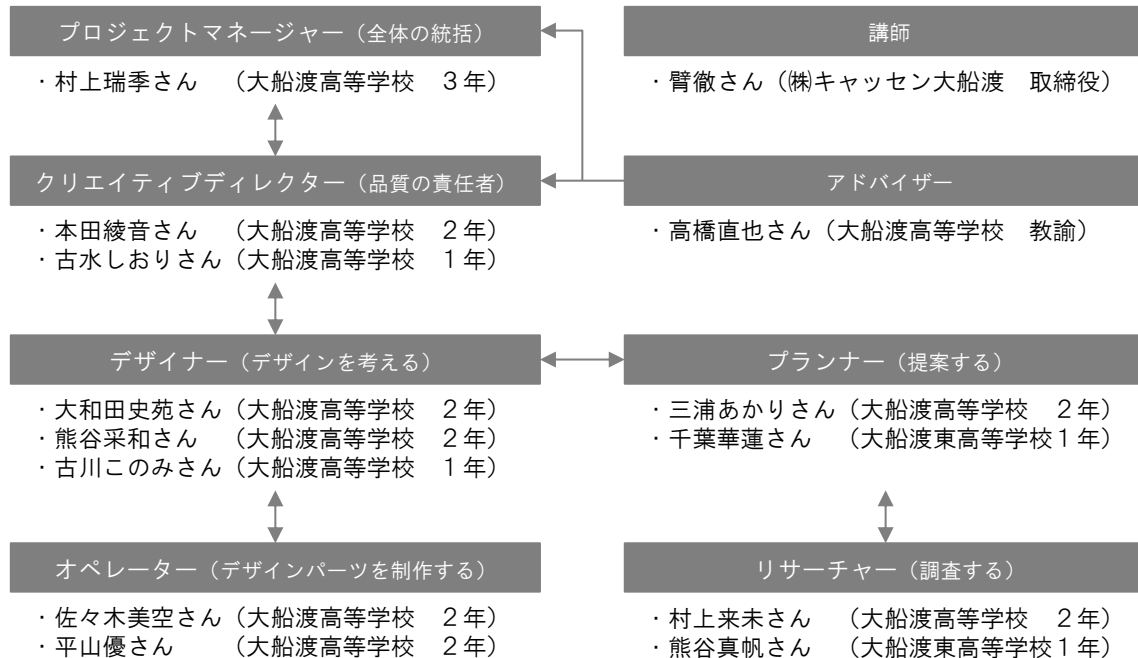 プロジェクトマネージャー（全体の統括）
・村上瑞季さん　（大船渡高等学校　３年）
講師
・臂徹さん（㈱キャッセン大船渡　取締役）
クリエイティブディレクター（品質の責任者）
・本田綾音さん　（大船渡高等学校　２年）
・古水しおりさん（大船渡高等学校　１年）
アドバイザー
・高橋直也さん（大船渡高等学校　教諭）
デザイナー（デザインを考える）
・大和田史苑さん（大船渡高等学校　２年）
・熊谷采和さん　（大船渡高等学校　２年）
・古川このみさん（大船渡高等学校　１年）
プランナー（提案する）
・三浦あかりさん（大船渡高等学校　２年）
・千葉華蓮さん　（大船渡東高等学校１年）
オペレーター（デザインパーツを制作する）
・佐々木美空さん（大船渡高等学校　２年）
・平山優さん　　（大船渡高等学校　２年）
リサーチャー（調査する）
・村上来未さん　（大船渡高等学校　２年）
・熊谷真帆さん　（大船渡東高等学校１年）